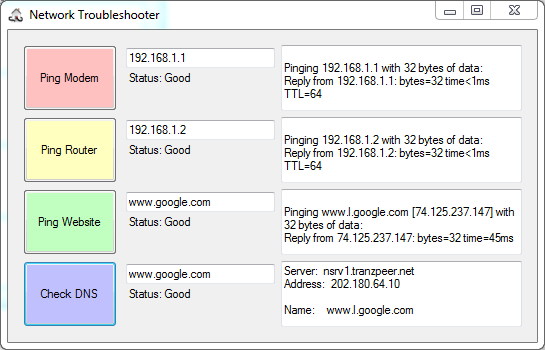 Network Troubleshooter
Ping Modem
192.168.1.1
Status: Good
Pinging 192.168.1.1 with 32 bytes of data:
Reply from 192.168.1.1: bytes=32 time<1ms
TTL=64
Ping Router
192.168.1.2
Status: Good
Pinging 192.168.1.2 with 32 bytes of data:
Reply from 192.168.1.2: bytes=32 time<1ms
TTL=64
Ping Website
www.google.com
Status: Good
Pinging www.l.google.com [74.125.237.147] with
32 bytes of data:
Reply from 74.125.237.147: bytes=32 time=45ms
Check DNS
www.google.com
Status: Good
Server:  nsrv1.tranzpeer.net
Address:  202.180.64.10
Name:    www.l.google.com